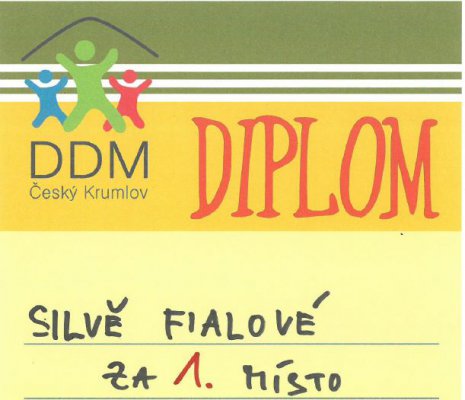 DDM
Český Krumlov
DIPLOM
SILVĚ FIALOVÉ
ZA 1. MÍSTO